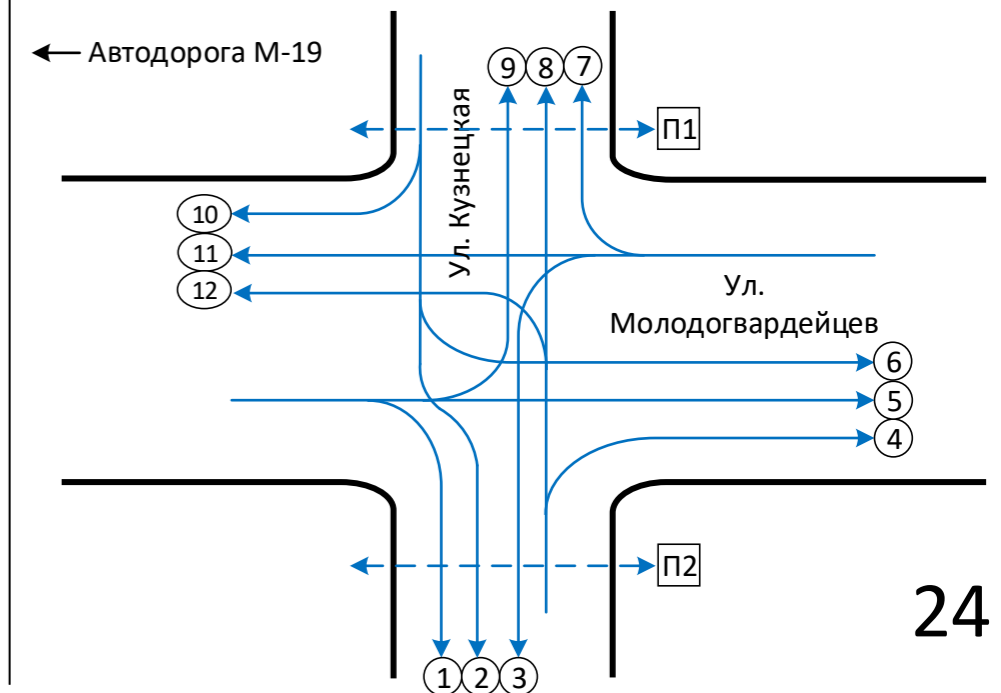 Автодорога М-19
9
8
7
П1
Ул. Кузнецкая
10
11
12
Ул.
Молодогвардейцев
6
5
4
П2
24
1
2
3